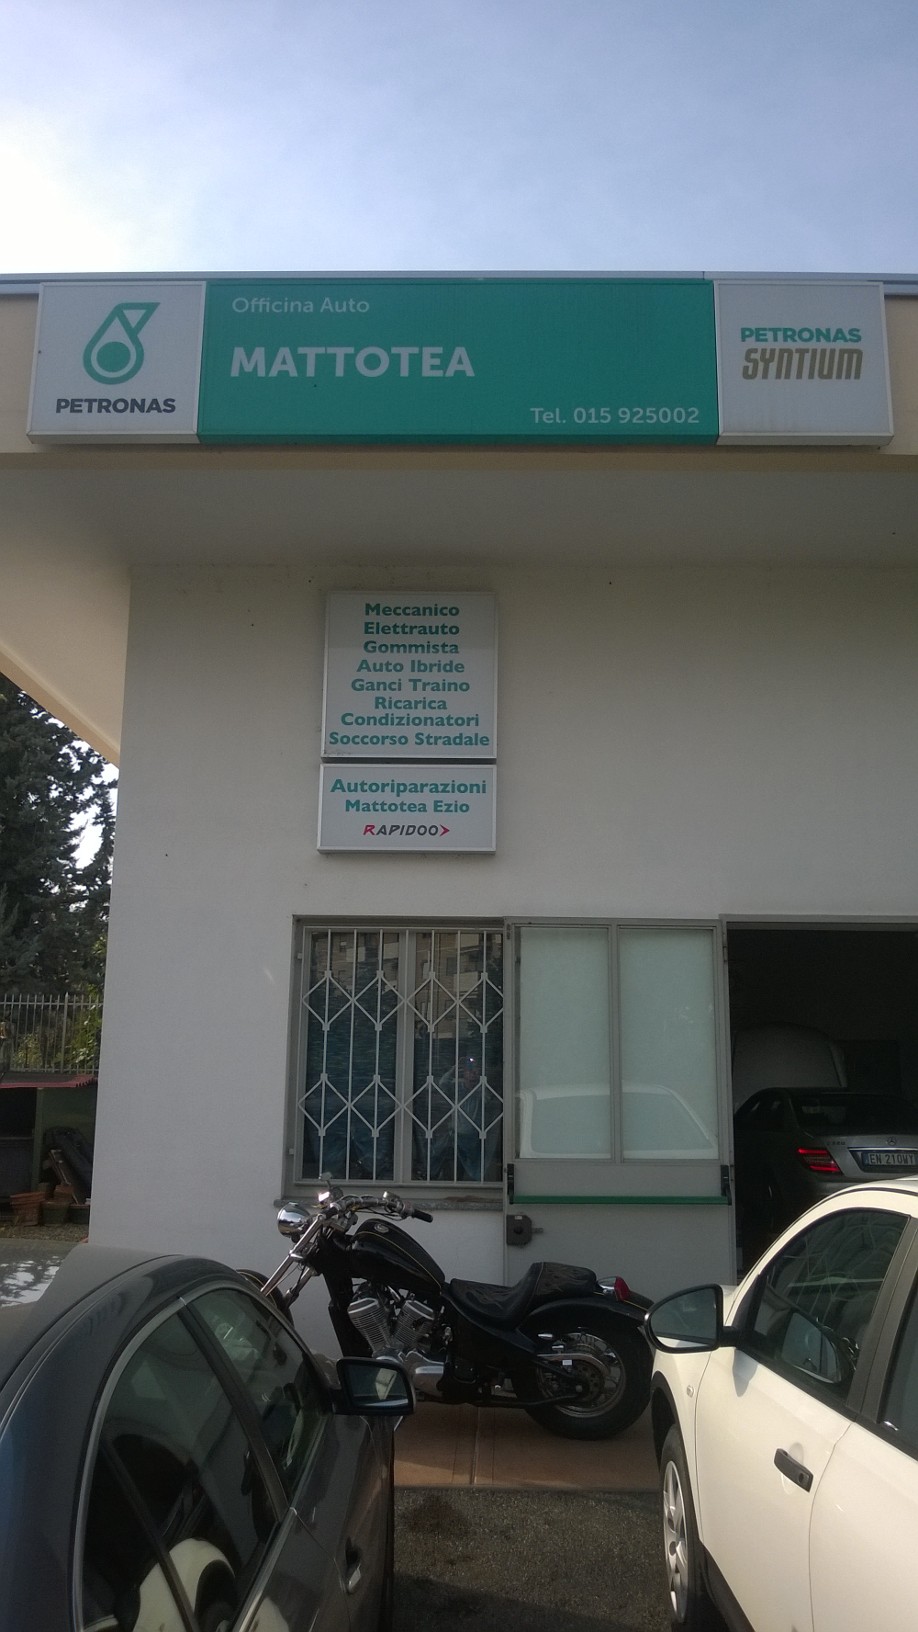 Officina Auto
MATTOTEA
Tel. 015 925002
PETRONAS
PETRONAS
SYNTIUM
Meccanico
Elettrauto
Gommista
Auto Ibride
Ganci Traino
Ricarica
Condizionatori
Soccorso Stradale
Autoriparazioni
Mattotea Ezio
RAPIDOO